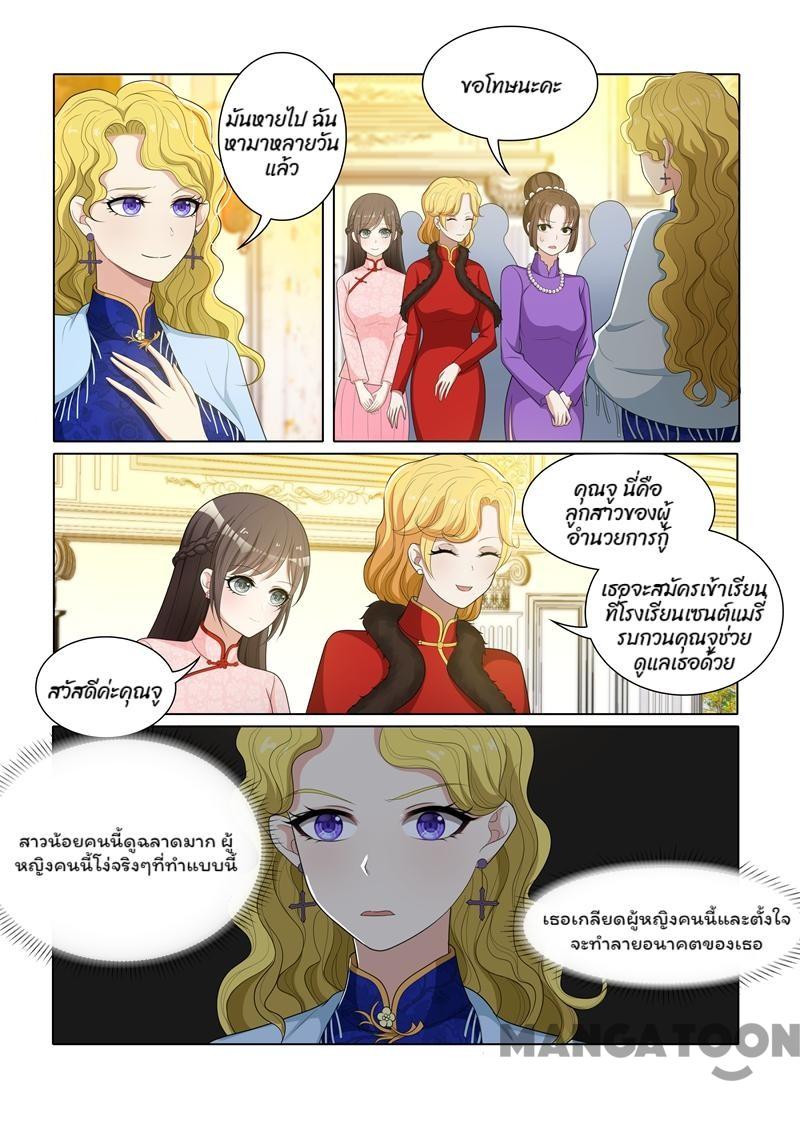 มันหายไป ฉัน
หามาหลายวัน
แล้ว
ขอโทษนะคะ
คุณจู นี่คือ
ลูกสาวของผู้
อำนวยการกู้
เธอจะสมัครเข้าเรียน
ที่โรงเรียนเซนต์แมรี่
รบกวนคุณจูช่วย
ดูแลเธอด้วย
สวัสดีค่ะคุณจู
สาวน้อยคนนี้ดูฉลาดมาก ผู้
หญิงคนนี้โง่จริงๆที่ทำแบบนี้
เธอเกลียดผู้หญิงคนนี้และตั้งใจ
จะทำลายอนาคตของเธอ
MANGATOON